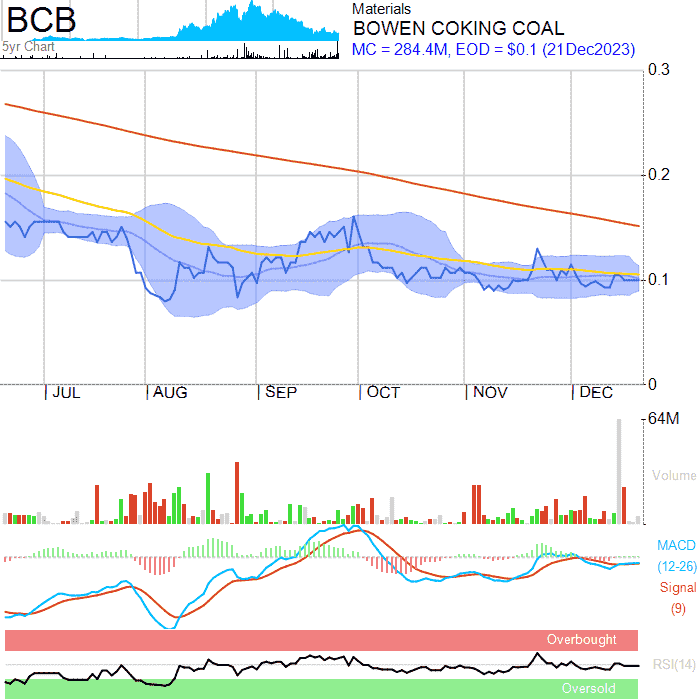 BCB
5yr Chart
Materials
BOWEN COKING COAL
MC = 284.4M, EOD = $0.1 (21Dec2023)
0.3
0.2
0.1
0
JUL AUG SEP OCT NOV DEC
64M
Volume
MACD
(12-26)
Signal
(9)
Overbought
RSI(14)
Oversold